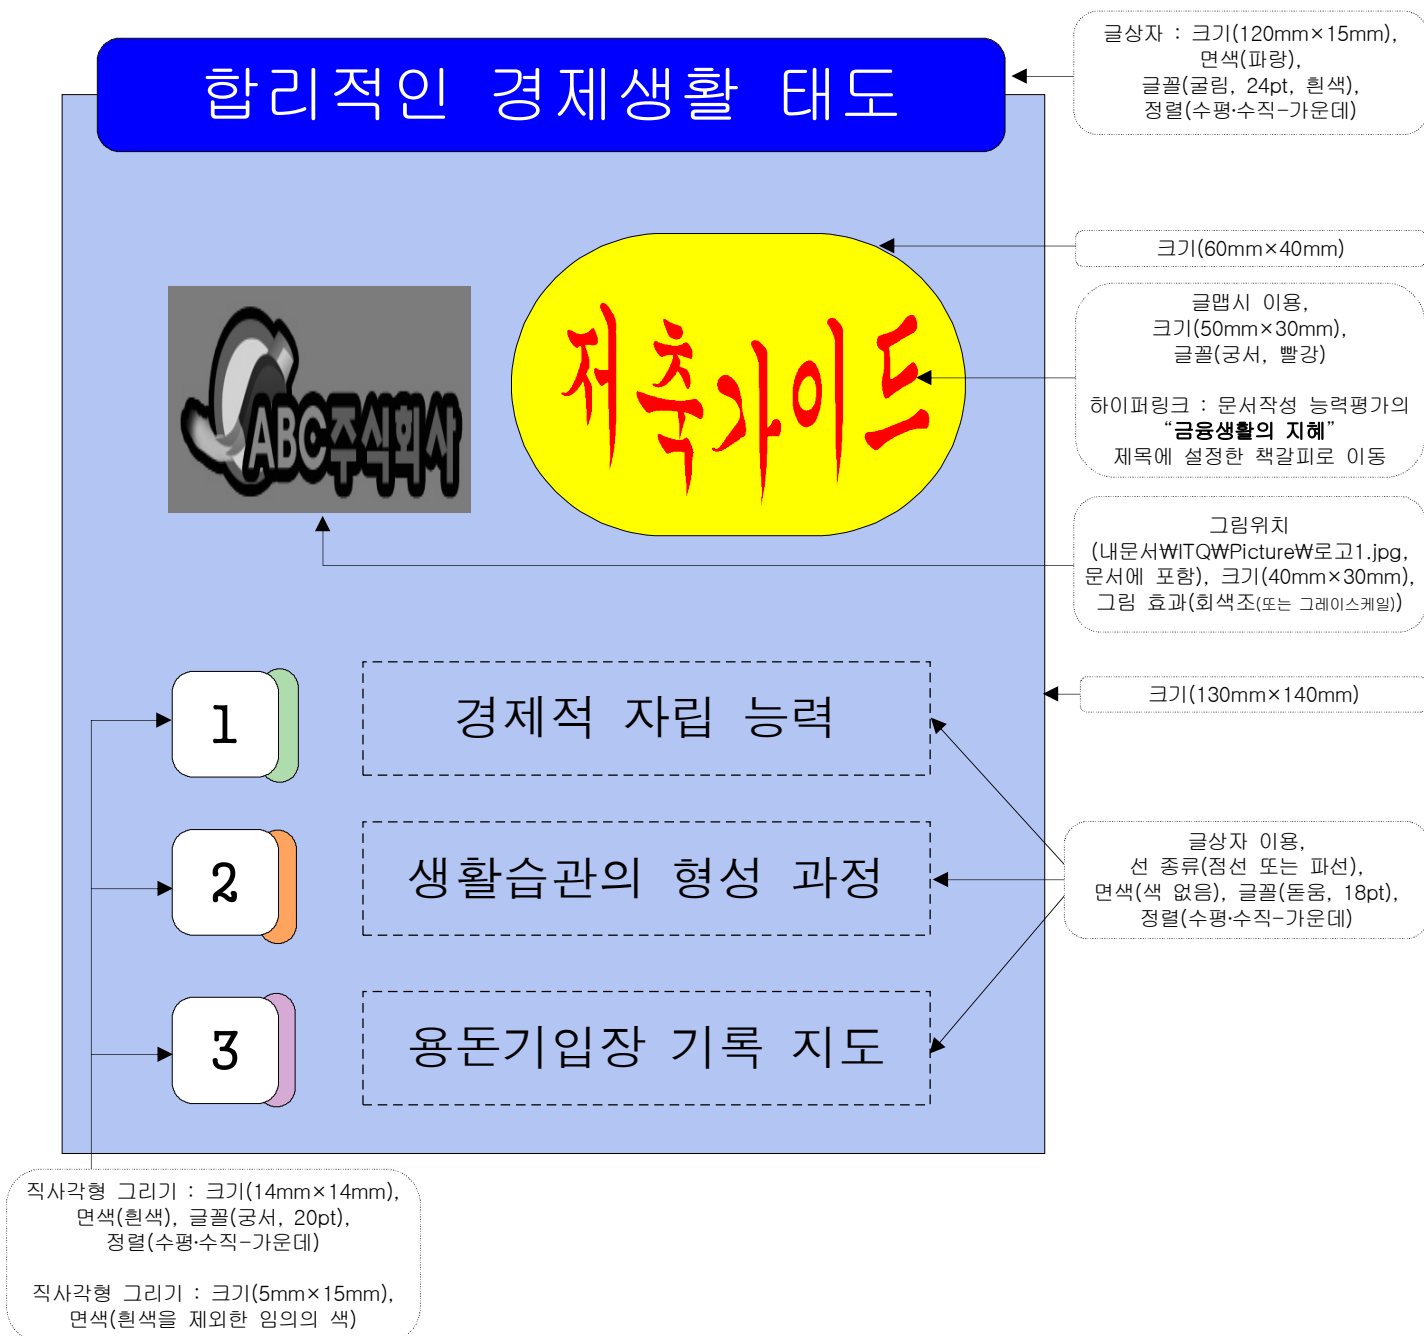 합리적인 경제생활 태도
글상자 : 크기(120mm×15mm),
면색(파랑),
글꼴(굴림, 24pt, 흰색),
정렬(수평·수직-가운데)
크기(60mm×40mm)
저축가이드
글맵시 이용,
크기(50mm×30mm),
글꼴(궁서, 빨강)
하이퍼링크 : 문서작성 능력평가의
“금융생활의 지혜”
제목에 설정한 책갈피로 이동
ABC주식회사
그림위치
(내문서₩ITQ₩Picture₩로고1.jpg,
문서에 포함), 크기(40mm×30mm),
그림 효과(회색조(또는 그레이스케일))
크기(130mm×140mm)
1 경제적 자립 능력
2 생활습관의 형성 과정
3 용돈기입장 기록 지도
글상자 이용,
선 종류(점선 또는 파선),
면색(색 없음), 글꼴(돋움, 18pt),
정렬(수평·수직-가운데)
직사각형 그리기 : 크기(14mm×14mm),
면색(흰색), 글꼴(궁서, 20pt),
정렬(수평·수직-가운데)
직사각형 그리기 : 크기(5mm×15mm),
면색(흰색을 제외한 임의의 색)